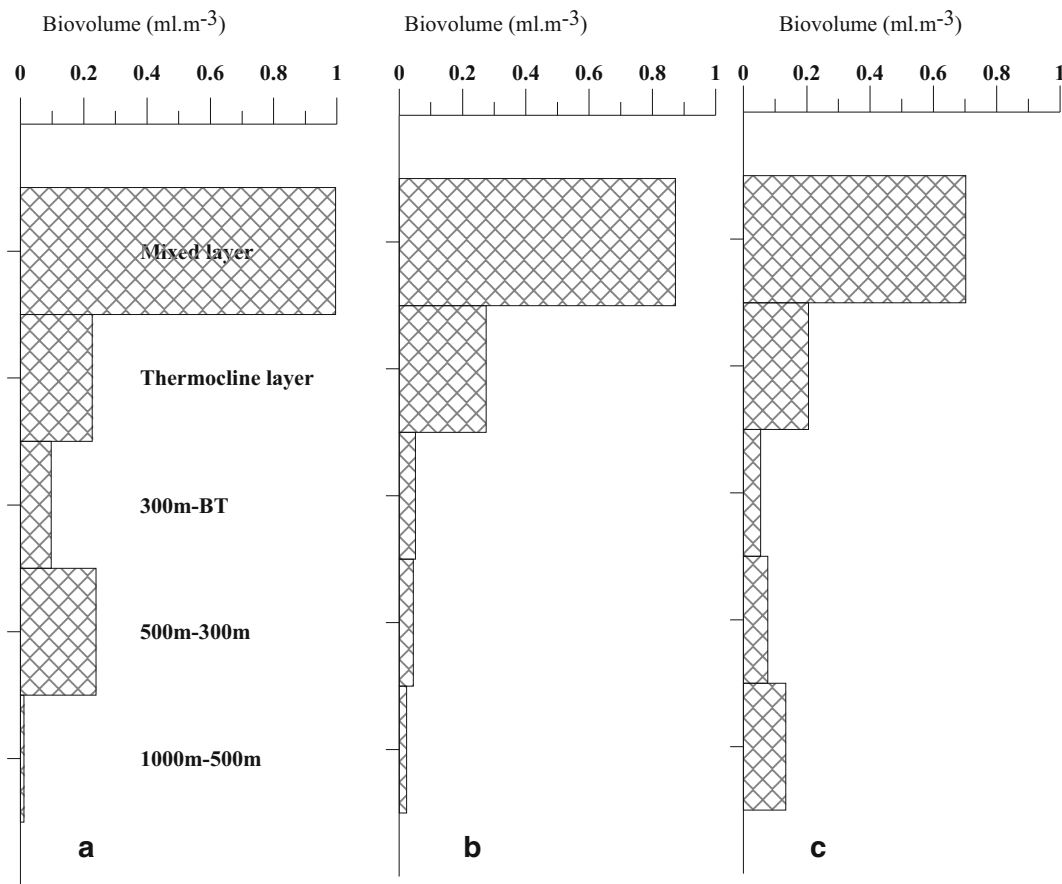 Biovolume (ml.m-3) Biovolume (ml.m-3) Biovolume (ml.m-3)
0 0.2 0.4 0.6 0.8 1 0 0.2 0.4 0.6 0.8 1 0 0.2 0.4 0.6 0.8 1
Mixed layer
Thermocline layer
300m-BT
500m-300m
1000m-500m
a b c